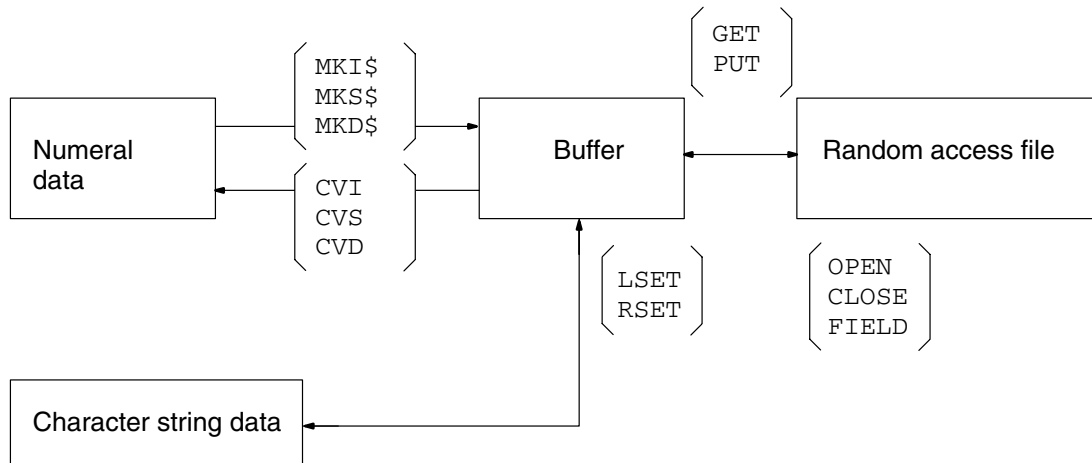 GET
PUT
MKI$
MKS$
MKD$
Numeral
data
Buffer
Random access file
CVI
CVS
CVD
LSET
RSET
OPEN
CLOSE
FIELD
Character string data